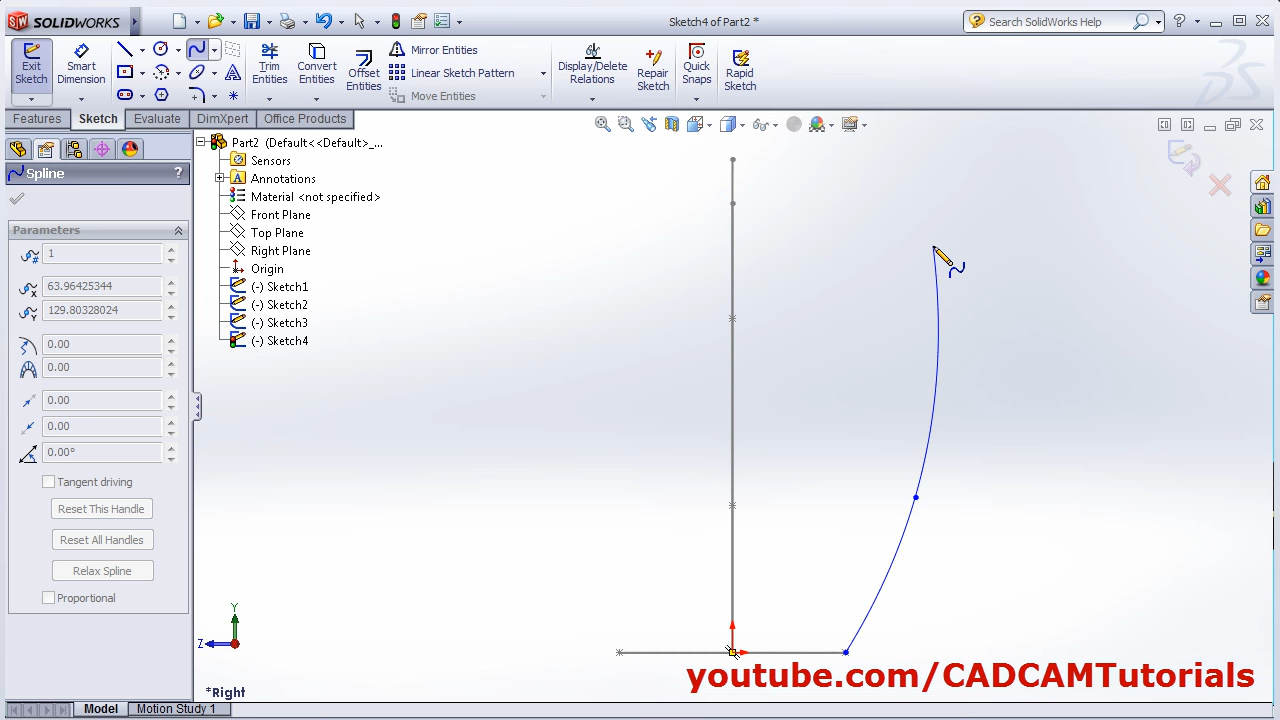 SOLIDWORKS
Sketch4 of Part2 *
Search SolidWorks Help
?
Exit Sketch
Smart Dimension
Trim Entities
Convert Entities
Offset Entities
Mirror Entities
Linear Sketch Pattern
Move Entities
Display/Delete Relations
Repair Sketch
Quick Snaps
Rapid Sketch
Features
Sketch
Evaluate
DimXpert
Office Products
Spline
?
Parameters
1
63.96425344
129.80328024
0.00
0.00
0.00
0.00
0.00°
Tangent driving
Reset This Handle
Reset All Handles
Relax Spline
Proportional
Part2 (Default<<Default>_...
Sensors
Annotations
Material <not specified>
Front Plane
Top Plane
Right Plane
Origin
(-) Sketch1
(-) Sketch2
(-) Sketch3
(-) Sketch4
Y
Z
*Right
youtube.com/CADCAMTutorials
Model
Motion Study 1